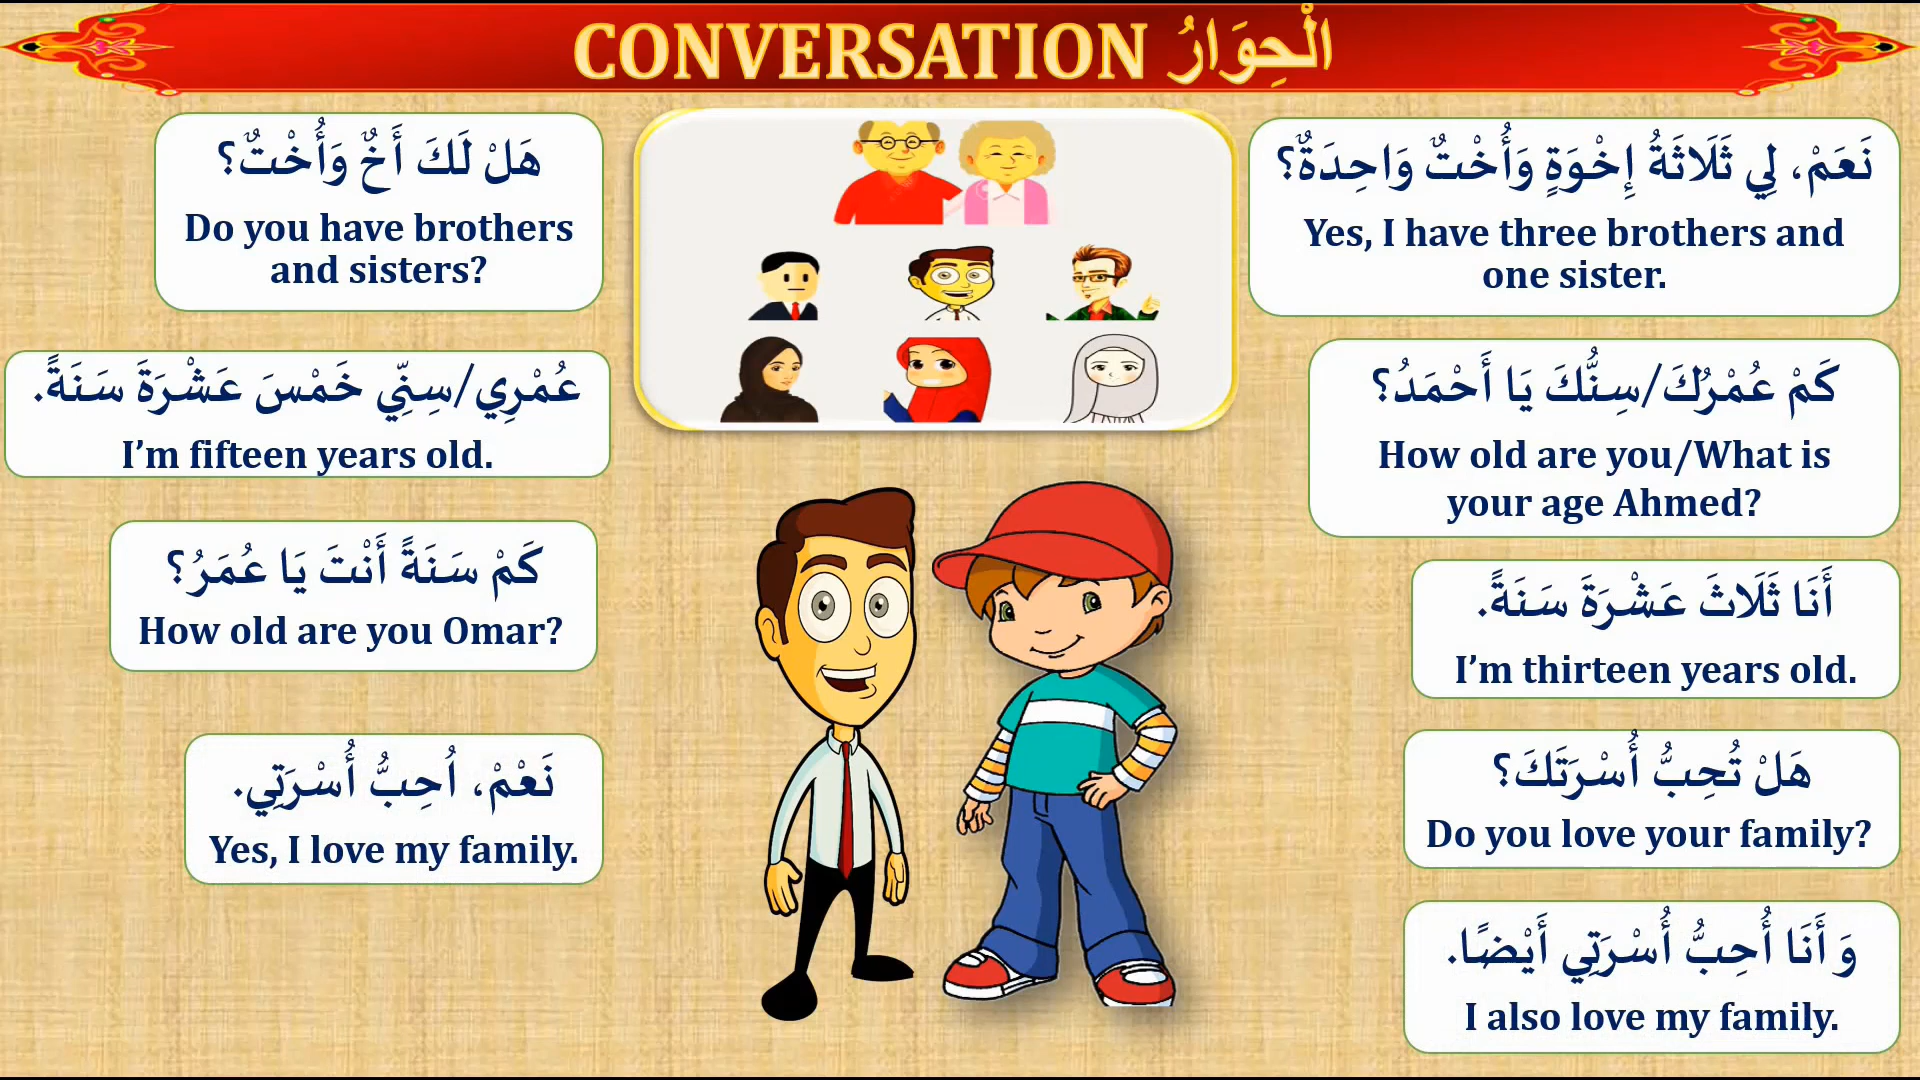 CONVERSATION الْحِوَارُ
هَلْ لَكَ أَخٌ وَأُخْتٌ؟
Do you have brothers
and sisters?
نَعَمْ، لِي ثَلَاثَةُ إِخْوَةٍ وَأُخْتٌ وَاحِدَةٌ؟
Yes, I have three brothers and
one sister.
عُمْرِي/سِنِّي خَمْسَ عَشْرَةَ سَنَةً.
I’m fifteen years old.
كَمْ عُمْرُكَ/سِنُّكَ يَا أَحْمَدُ؟
How old are you/What is
your age Ahmed?
كَمْ سَنَةً أَنْتَ يَا عُمَرُ؟
How old are you Omar?
أَنَا ثَلَاثَ عَشْرَةَ سَنَةً.
I’m thirteen years old.
نَعْمْ، اُحِبُّ أُسْرَتِي.
Yes, I love my family.
هَلْ تُحِبُّ أُسْرَتَكَ؟
Do you love your family?
وَ أَنَا أُحِبُّ أُسْرَتِي أَيْضًا.
I also love my family.